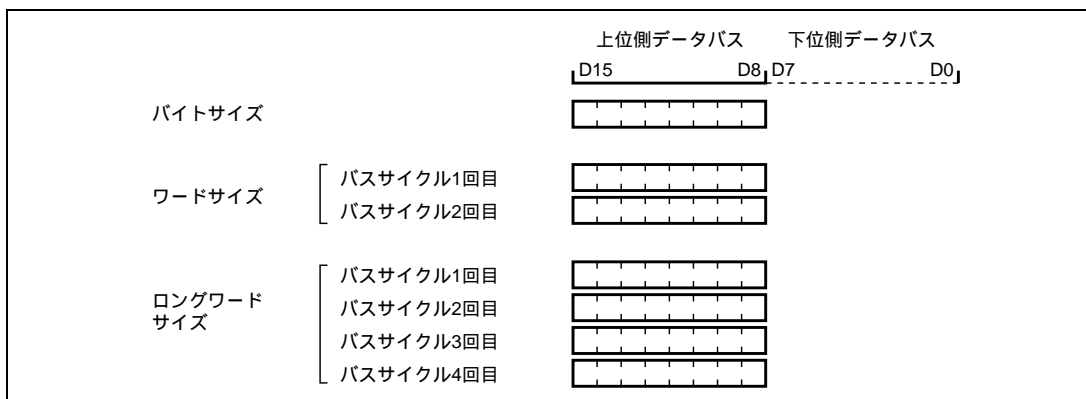 上位側データバス 下位側データバス
D15 D8 D7 D0
バイトサイズ
ワードサイズ
バスサイクル1回目
バスサイクル2回目
ロングワード
サイズ
バスサイクル1回目
バスサイクル2回目
バスサイクル3回目
バスサイクル4回目